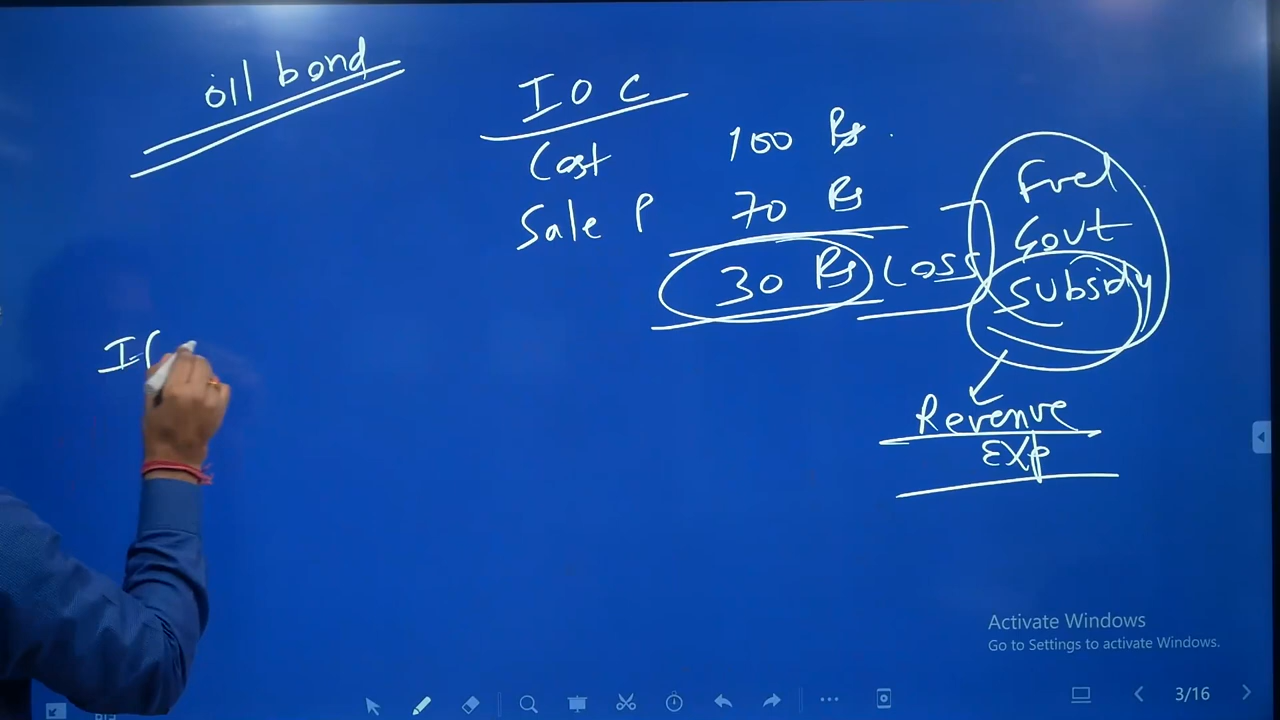 oil bond
IOC
Cost 100 Rs.
Sale P 70 Rs
30 Rs Loss
Fuel
Govt
Subsidy
Revenue
Exp
I
Activate Windows
Go to Settings to activate Windows.
3/16